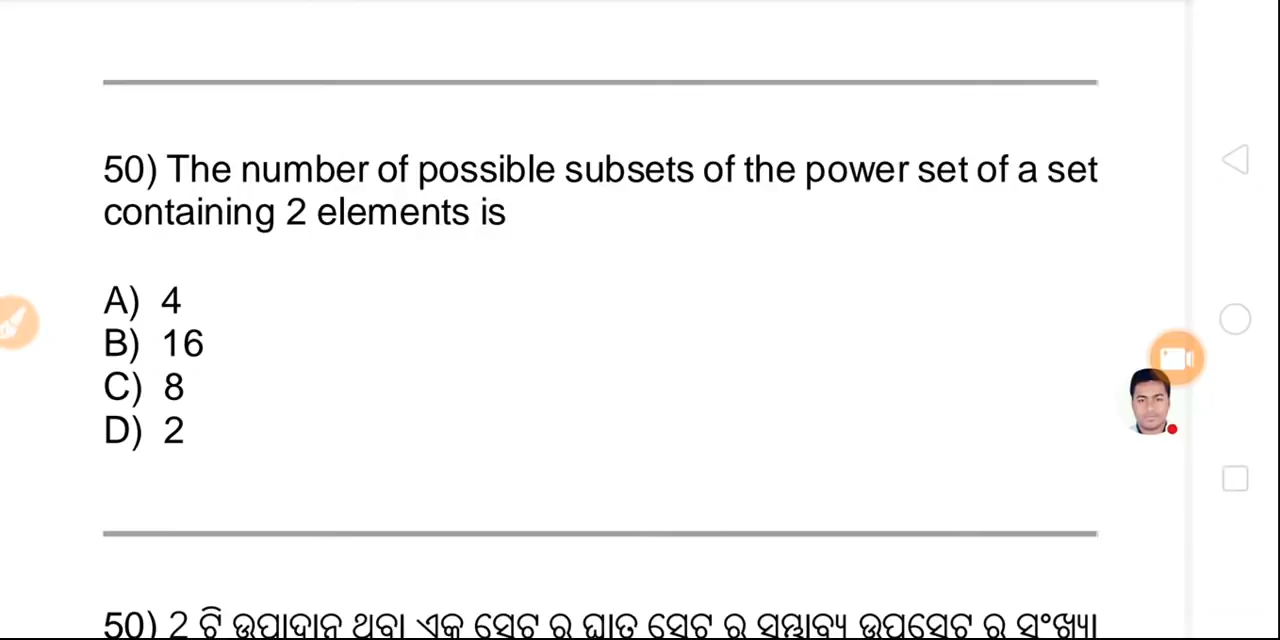 50) The number of possible subsets of the power set of a set
containing 2 elements is
A) 4
B) 16
C) 8
D) 2
50) 2 ଟି ଉପାଦାନ ଥିବା ଏକ ସେଟ ର ଘାତ ସେଟ ର ସମ୍ଭାବ୍ୟ ଉପସେଟ ର ସଂଖ୍ୟା